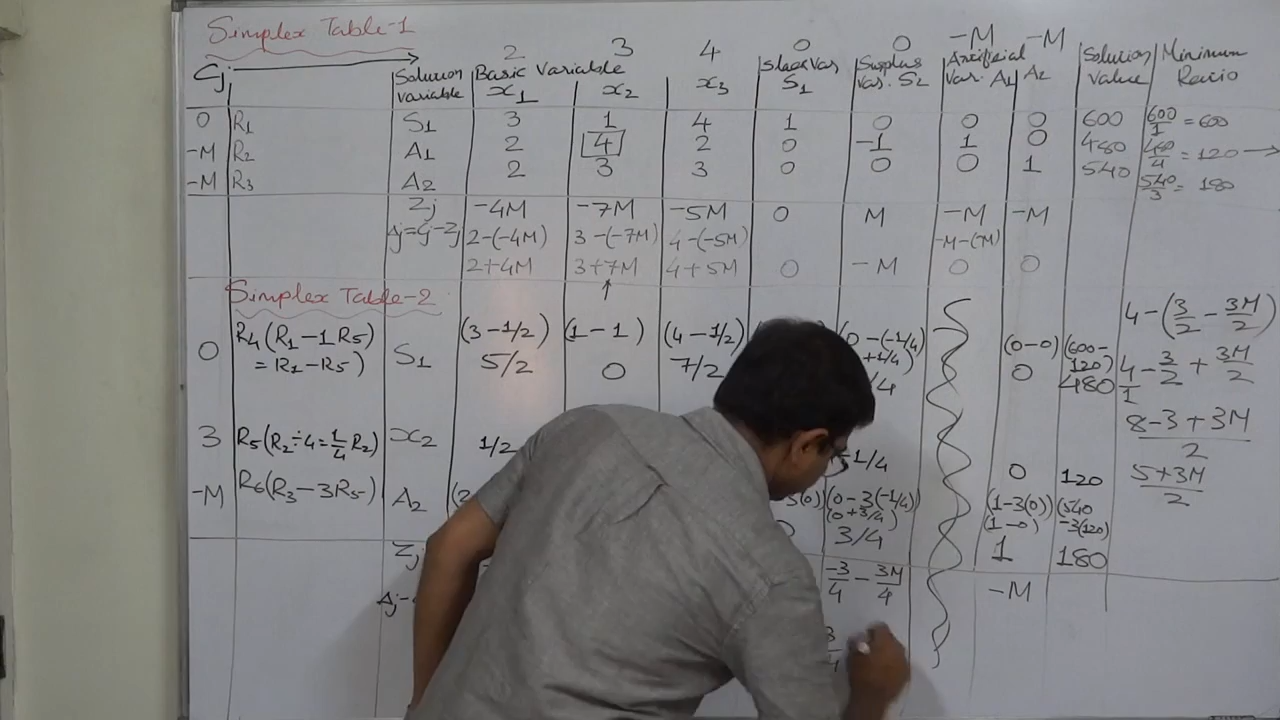 Simplex Table-1
2 3 4 0 0 -M -M
Cj Solution Variable Basic Variable Slack Var. Surplus Var. S2 Artificial Var. A1 A2 Solution Value Minimum Ratio
x1 x2 x3 S1
0 R1 S1 3 1 4 1 0 0 0 600 600/1 = 600
-M R2 A1 2 4 2 0 -1 1 0 480 480/4 = 120 →
-M R3 A2 2 3 3 0 0 0 1 540 540/3 = 180
Zj -4M -7M -5M 0 M -M -M
Δj=Cj-Zj 2-(-4M) 3-(-7M) 4-(-5M) -M-(-M)
2+4M 3+7M 4+5M 0 -M 0 0
Simplex Table-2
4-(3/2 - 3M/2)
0 R4(R1-1R5) (3-1/2) (1-1) (4-1/2) (0-(-1/4) (0-0) (600-
= R1-R5) S1 5/2 0 7/2 +1/4) 0 120)
/4 480
4/1 - 3/2 + 3M/2
8-3+3M/2
3 R5(R2÷4=1/4 R2) x2 1/2 -1/4 0 120
5+3M/2
-M R6(R3-3R5) A2 (0-3(-1/4) (1-3(0)) (540
(0+3/4) (1-0) -3(120)
0 3/4 1 180
Zj -3/4 - 3M/4 -M